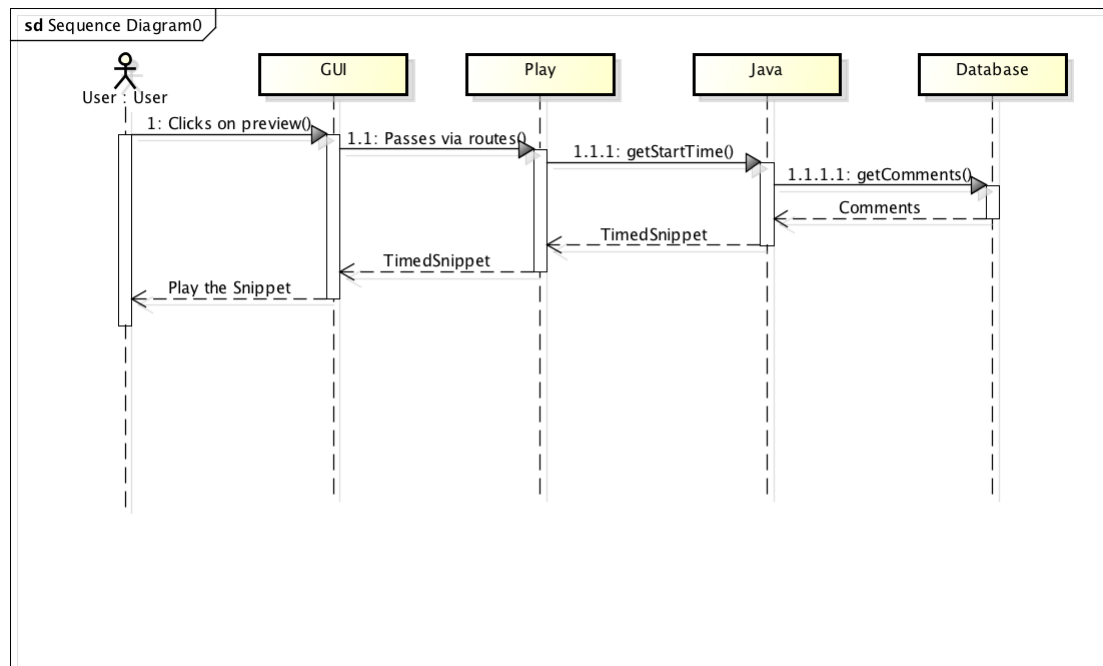 sd Sequence Diagram0
User : User
GUI
Play
Java
Database
1: Clicks on preview()
1.1: Passes via routes()
1.1.1: getStartTime()
1.1.1.1: getComments()
Comments
TimedSnippet
TimedSnippet
Play the Snippet